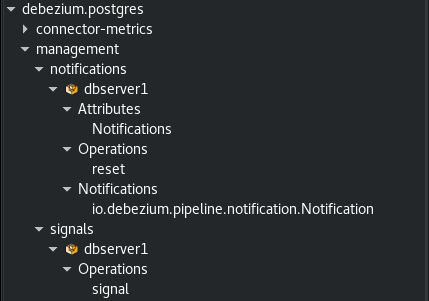 debezium.postgres
connector-metrics
management
notifications
dbserver1
Attributes
Notifications
Operations
reset
Notifications
io.debezium.pipeline.notification.Notification
signals
dbserver1
Operations
signal